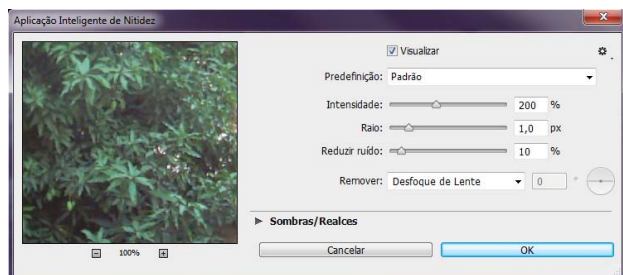 Aplicação Inteligente de Nitidez
Visualizar
Predefinição: Padrão
Intensidade: 200 %
Raio: 1,0 px
Reduzir ruído: 10 %
Remover: Desfoque de Lente 0 °
Sombras/Realces
100%
Cancelar OK